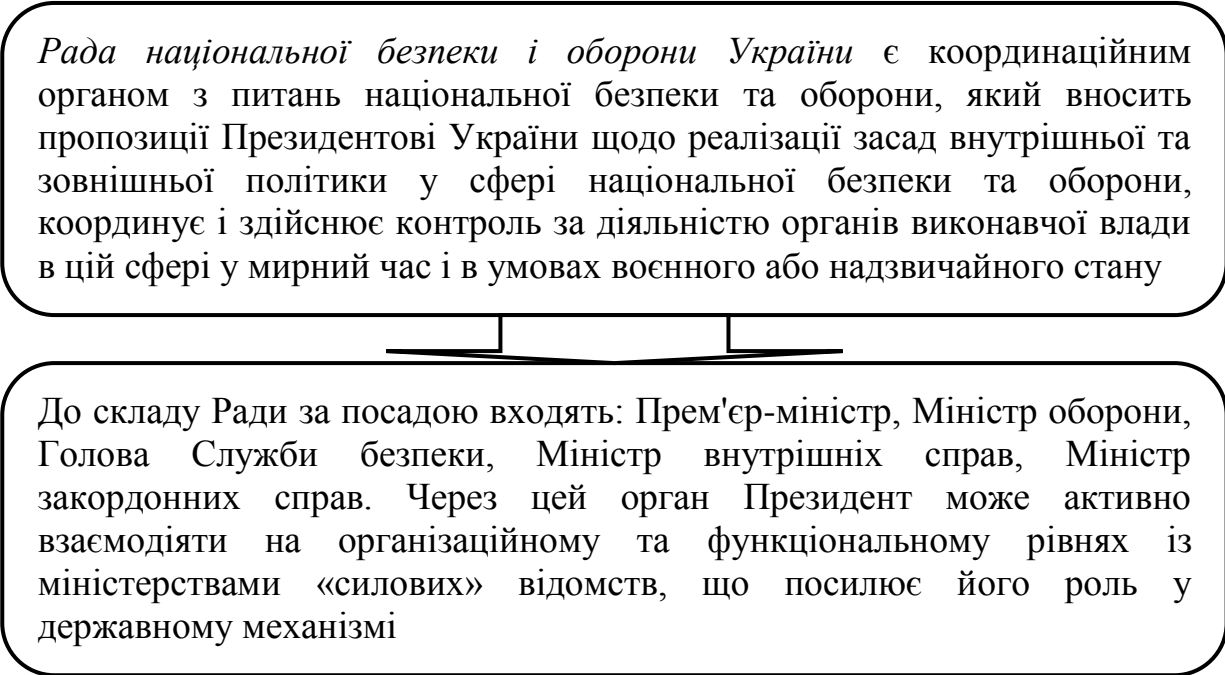 Рада національної безпеки і оборони України є координаційним
органом з питань національної безпеки та оборони, який вносить
пропозиції Президентові України щодо реалізації засад внутрішньої та
зовнішньої політики у сфері національної безпеки та оборони,
координує і здійснює контроль за діяльністю органів виконавчої влади
в цій сфері у мирний час і в умовах воєнного або надзвичайного стану
До складу Ради за посадою входять: Прем'єр-міністр, Міністр оборони,
Голова Служби безпеки, Міністр внутрішніх справ, Міністр
закордонних справ. Через цей орган Президент може активно
взаємодіяти на організаційному та функціональному рівнях із
міністерствами «силових» відомств, що посилює його роль у
державному механізмі